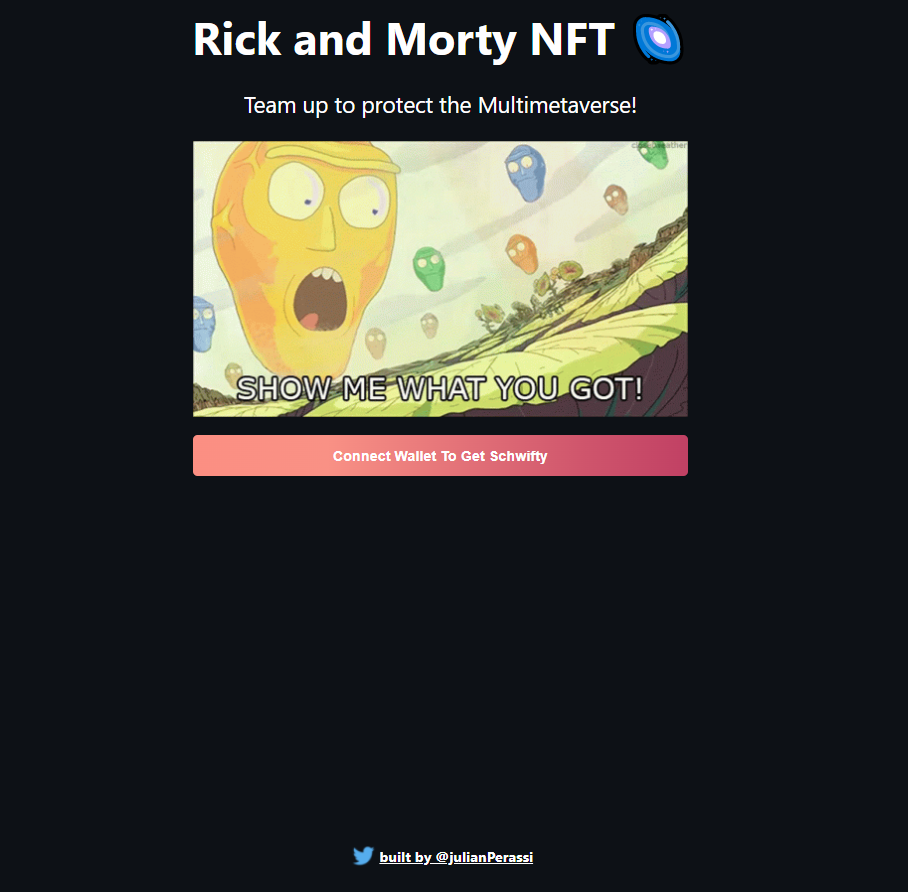 Rick and Morty NFT
Team up to protect the Multimetaverse!
SHOW ME WHAT YOU GOT!
Connect Wallet To Get Schwifty
built by @julianPerassi